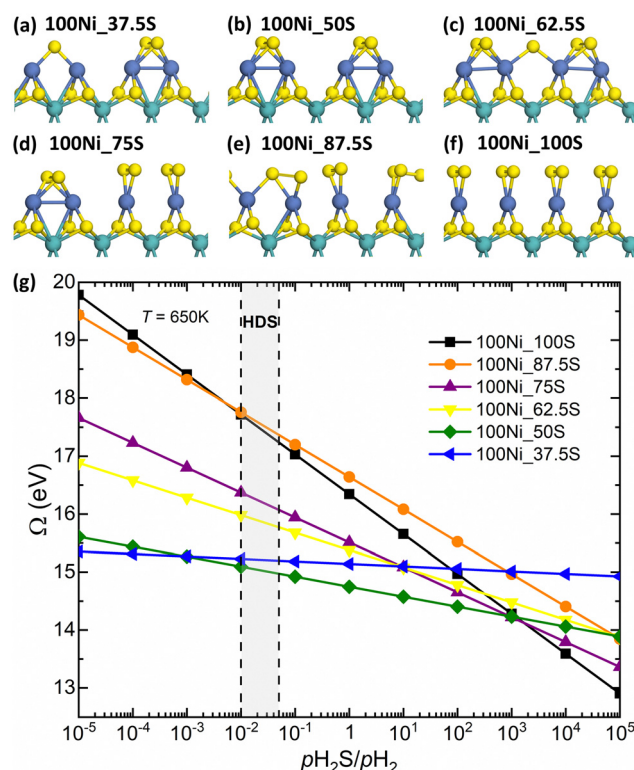 (a) 100Ni_37.5S (b) 100Ni_50S (c) 100Ni_62.5S
(d) 100Ni_75S (e) 100Ni_87.5S (f) 100Ni_100S
(g)
20
19
18
17
16
15
14
13
Ω (eV)
T = 650K
HDS
100Ni_100S
100Ni_87.5S
100Ni_75S
100Ni_62.5S
100Ni_50S
100Ni_37.5S
10⁻⁵ 10⁻⁴ 10⁻³ 10⁻² 10⁻¹ 1 10¹ 10² 10³ 10⁴ 10⁵
pH₂S/pH₂